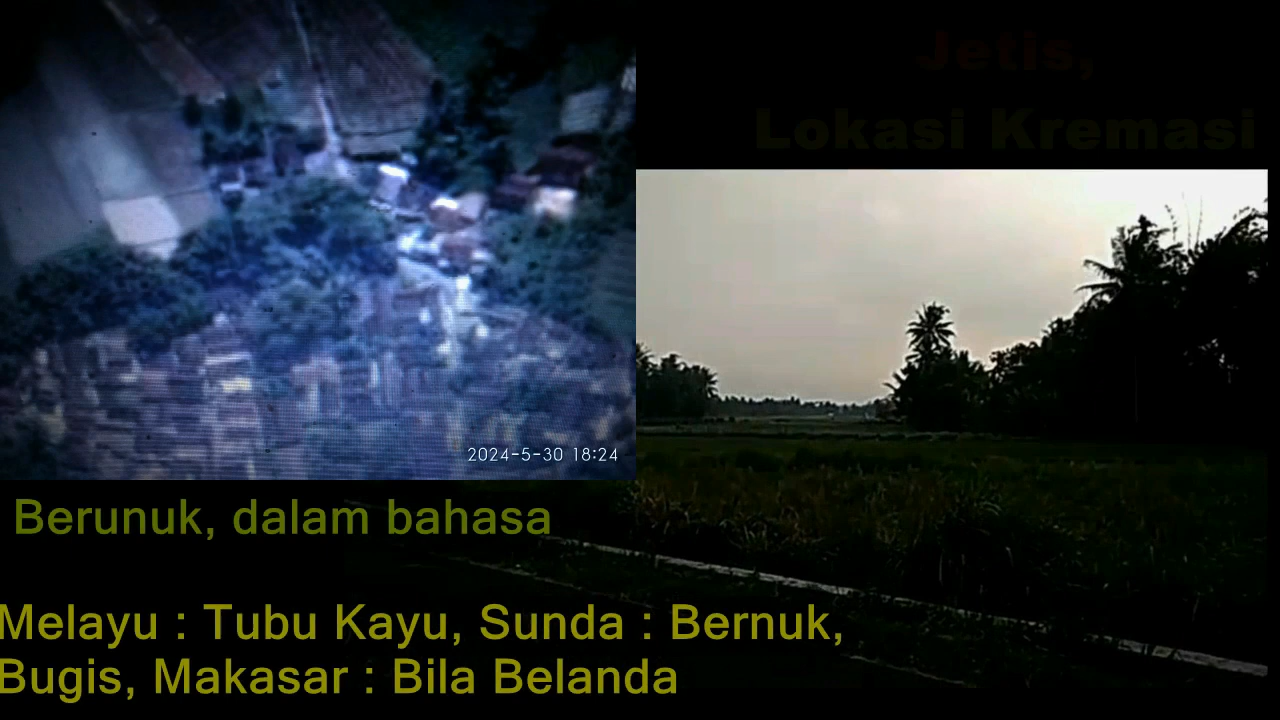 Jetis,
Lokasi Kremasi
2024-5-30 18:24
Berunuk, dalam bahasa
Melayu : Tubu Kayu, Sunda : Bernuk,
Bugis, Makasar : Bila Belanda